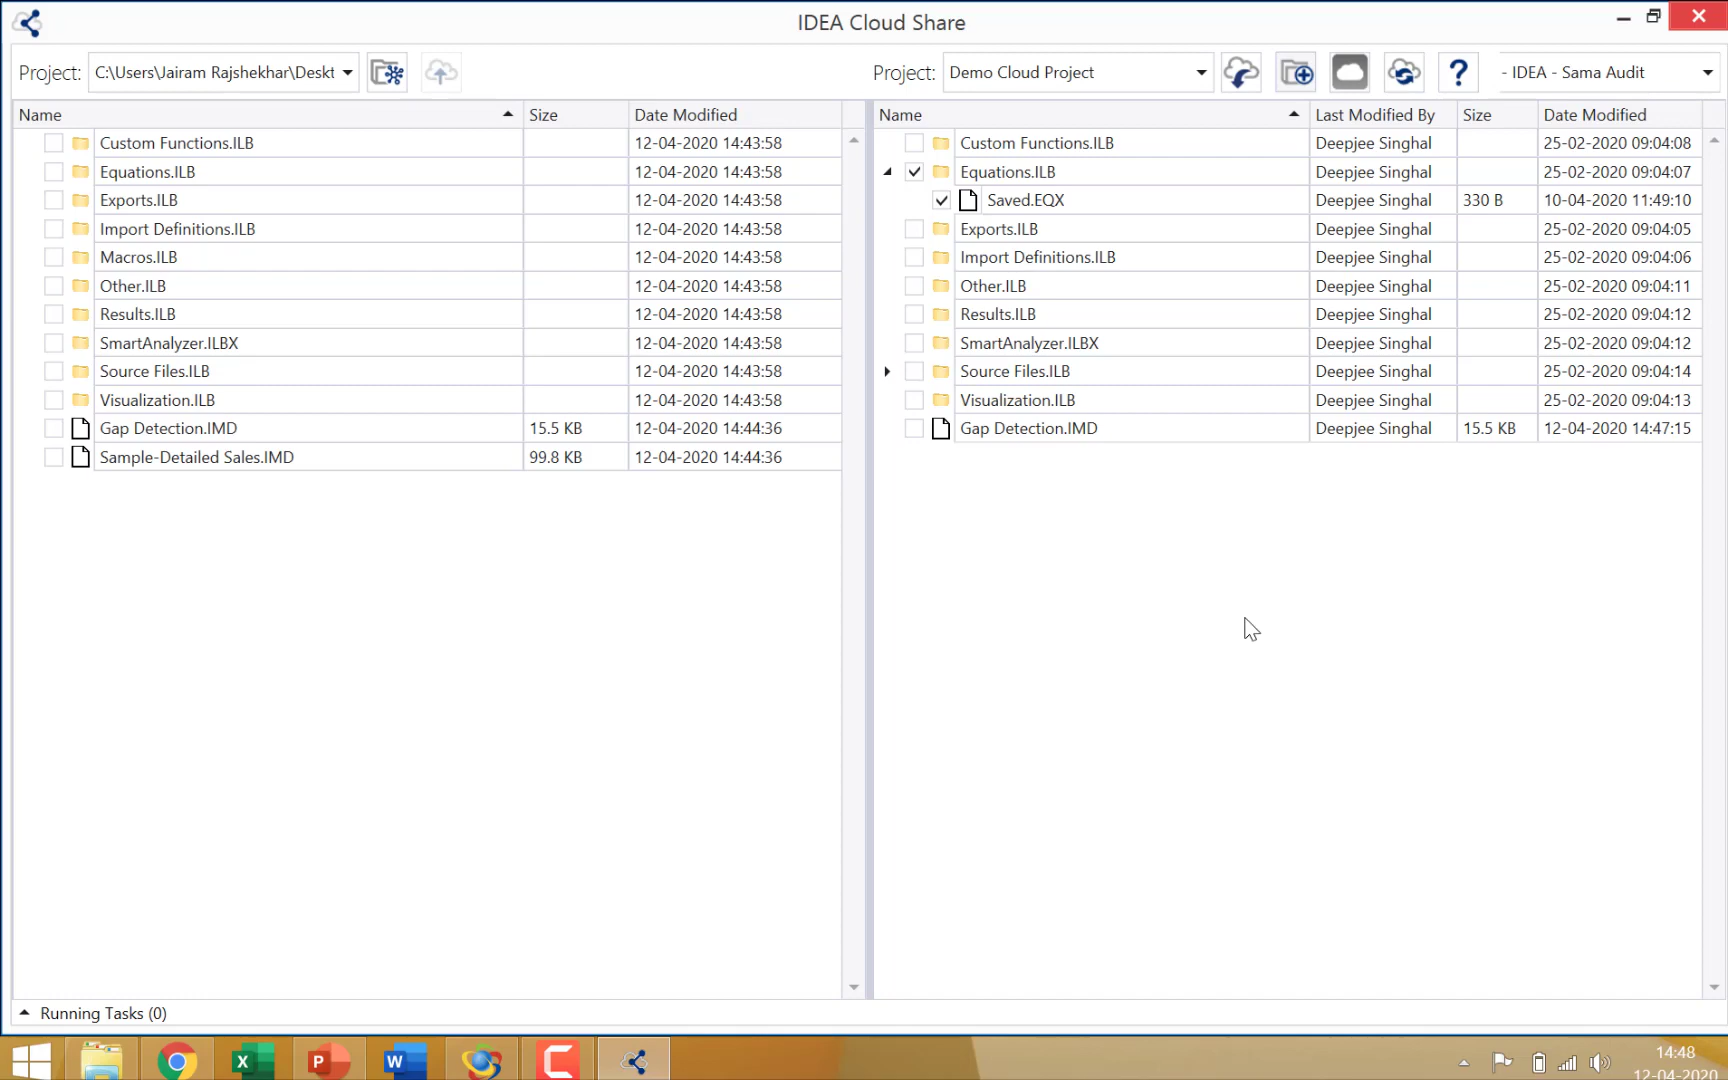 IDEA Cloud Share
Project: C:\Users\Jairam Rajshekhar\Deskt Project: Demo Cloud Project ? - IDEA - Sama Audit
Name Size Date Modified
Custom Functions.ILB 12-04-2020 14:43:58
Equations.ILB 12-04-2020 14:43:58
Exports.ILB 12-04-2020 14:43:58
Import Definitions.ILB 12-04-2020 14:43:58
Macros.ILB 12-04-2020 14:43:58
Other.ILB 12-04-2020 14:43:58
Results.ILB 12-04-2020 14:43:58
SmartAnalyzer.ILBX 12-04-2020 14:43:58
Source Files.ILB 12-04-2020 14:43:58
Visualization.ILB 12-04-2020 14:43:58
Gap Detection.IMD 15.5 KB 12-04-2020 14:44:36
Sample-Detailed Sales.IMD 99.8 KB 12-04-2020 14:44:36
Name Last Modified By Size Date Modified
Custom Functions.ILB Deepjee Singhal 25-02-2020 09:04:08
Equations.ILB Deepjee Singhal 25-02-2020 09:04:07
Saved.EQX Deepjee Singhal 330 B 10-04-2020 11:49:10
Exports.ILB Deepjee Singhal 25-02-2020 09:04:05
Import Definitions.ILB Deepjee Singhal 25-02-2020 09:04:06
Other.ILB Deepjee Singhal 25-02-2020 09:04:11
Results.ILB Deepjee Singhal 25-02-2020 09:04:12
SmartAnalyzer.ILBX Deepjee Singhal 25-02-2020 09:04:12
Source Files.ILB Deepjee Singhal 25-02-2020 09:04:14
Visualization.ILB Deepjee Singhal 25-02-2020 09:04:13
Gap Detection.IMD Deepjee Singhal 15.5 KB 12-04-2020 14:47:15
Running Tasks (0)
X P W 14:48
12-04-2020